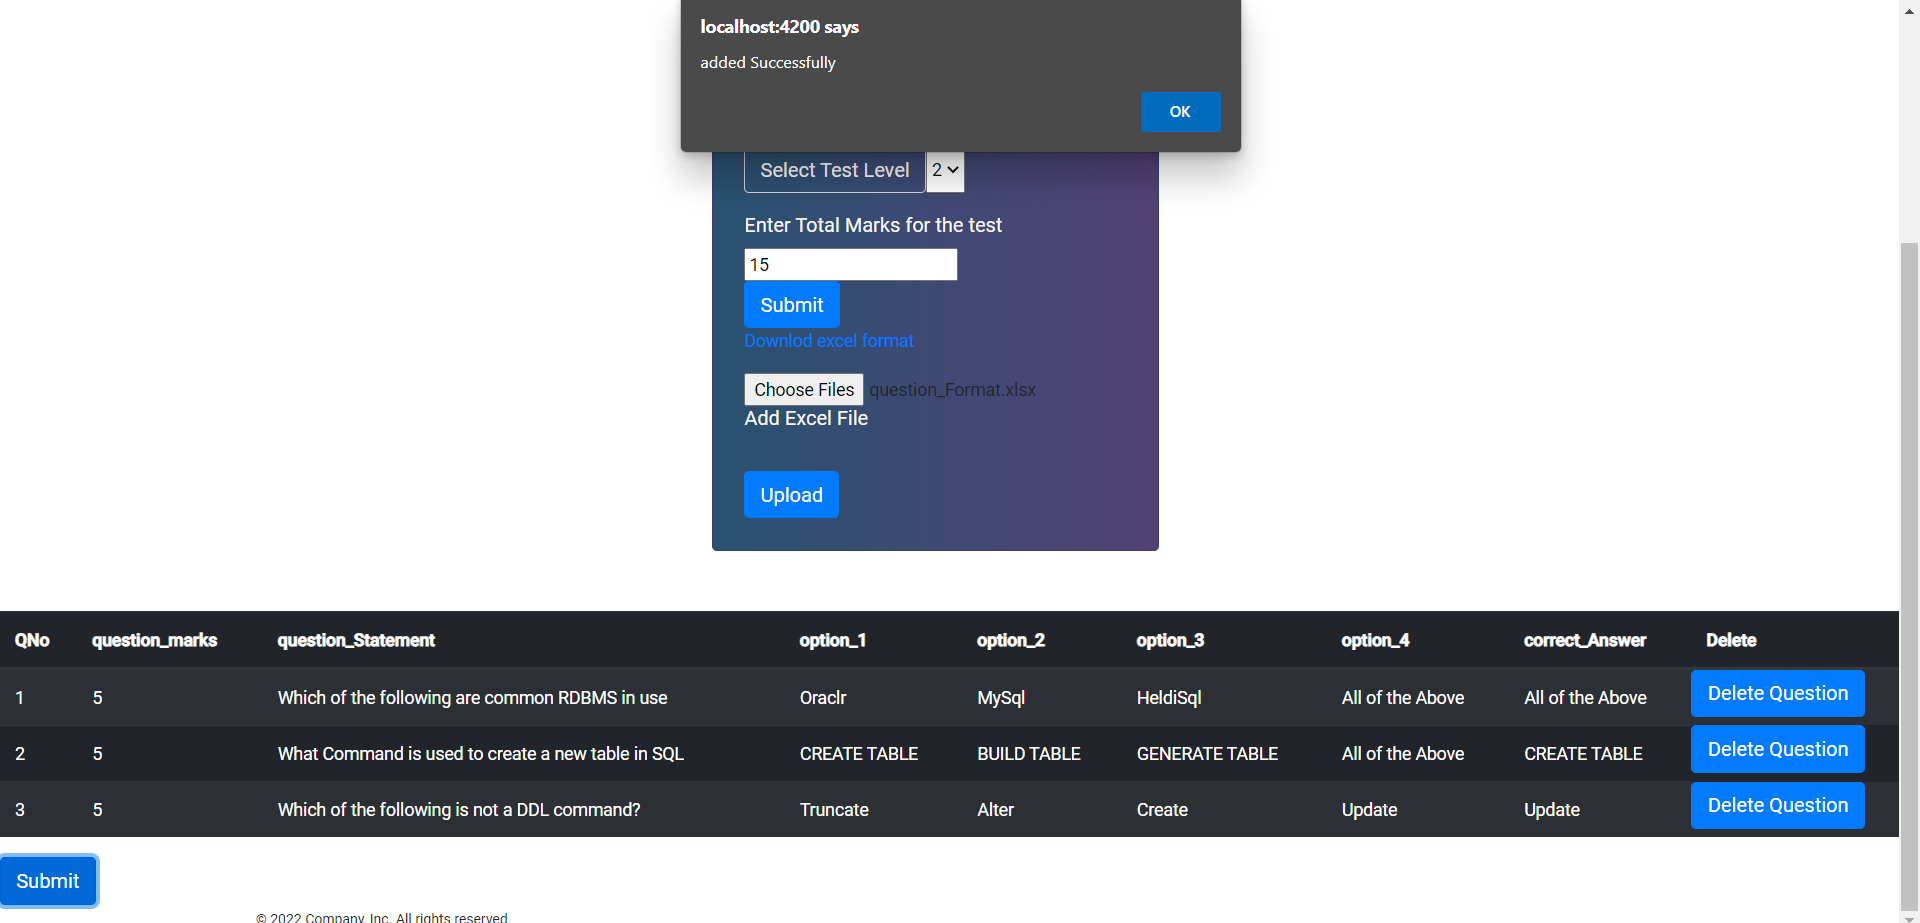 localhost:4200 says
added Successfully
OK
Select Test Level 2
Enter Total Marks for the test
15
Submit
Downlod excel format
Choose Files question_Format.xlsx
Add Excel File
Upload
QNo question_marks question_Statement option_1 option_2 option_3 option_4 correct_Answer Delete
1 5 Which of the following are common RDBMS in use Oraclr MySql HeldiSql All of the Above All of the Above Delete Question
2 5 What Command is used to create a new table in SQL CREATE TABLE BUILD TABLE GENERATE TABLE All of the Above CREATE TABLE Delete Question
3 5 Which of the following is not a DDL command? Truncate Alter Create Update Update Delete Question
Submit
© 2022 Company, Inc. All rights reserved.